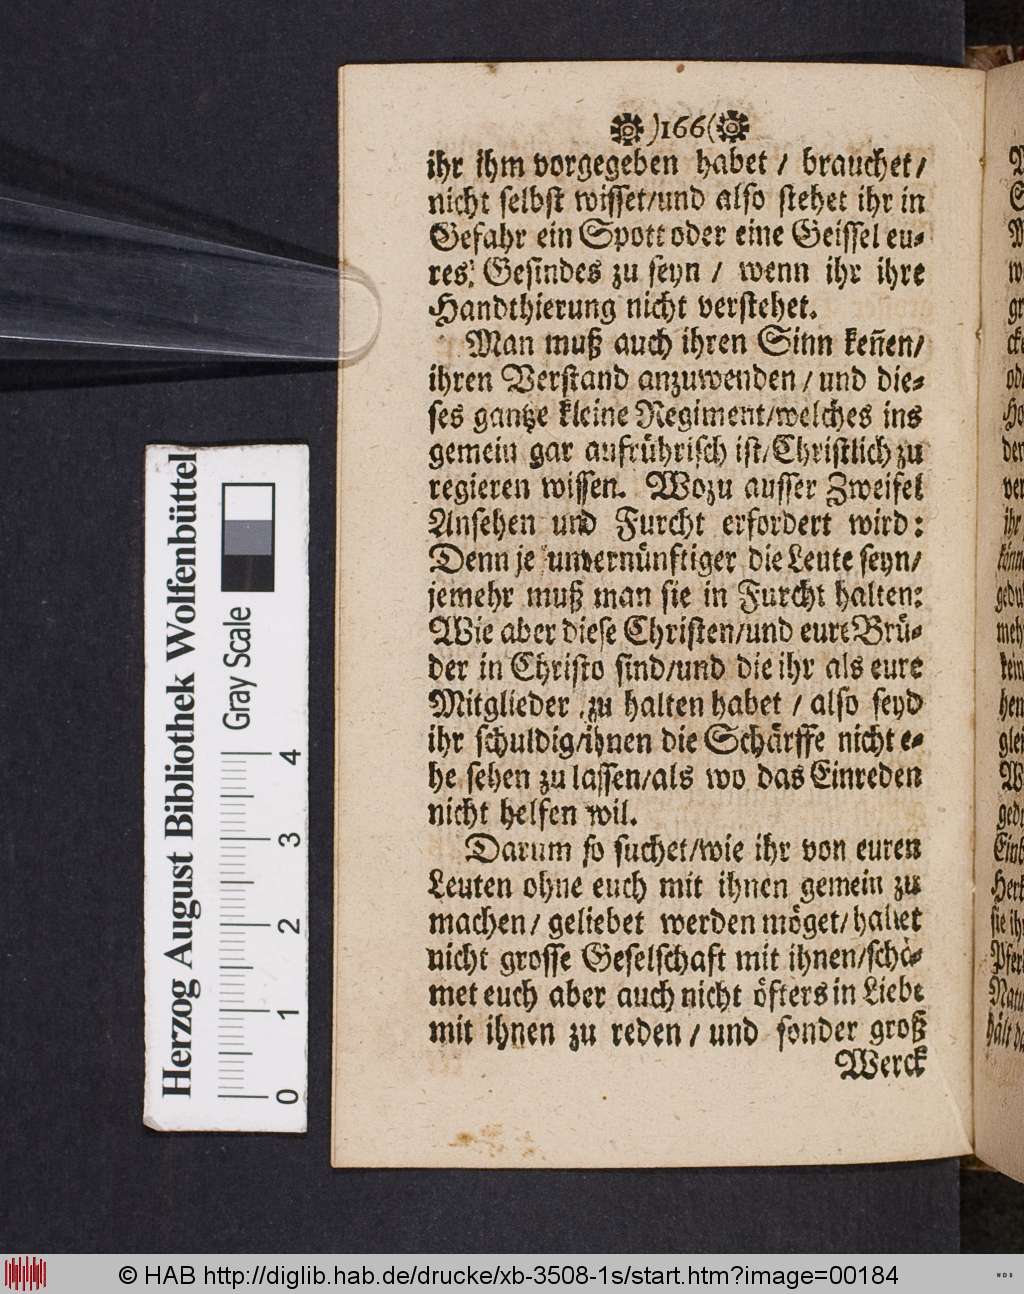 )166(
ihr ihm vorgegeben habet / brauchet /
nicht selbst wisset/und also stehet ihr in
Gefahr ein Spott oder eine Geissel eu-
res Gesindes zu seyn / wenn ihr ihre
Handthierung nicht verstehet.
Man muß auch ihren Sinn keñen/
ihren Verstand anzuwenden / und die-
ses gantze kleine Regiment/welches ins
gemein gar aufrührisch ist/Christlich zu
regieren wissen. Wozu ausser Zweifel
Ansehen und Furcht erfordert wird:
Denn je unvernünftiger die Leute seyn/
jemehr muß man sie in Furcht halten:
Wie aber diese Christen/und eure Brü-
der in Christo sind/und die ihr als eure
Mitglieder zu halten habet / also seyd
ihr schuldig/ihnen die Schärffe nicht e-
he sehen zu lassen/als wo das Einreden
nicht helfen wil.
Darum so suchet/wie ihr von euren
Leuten ohne euch mit ihnen gemein zu
machen/ geliebet werden möget/ haltet
nicht grosse Geselschaft mit ihnen/schä-
met euch aber auch nicht öfters in Liebe
mit ihnen zu reden / und sonder groß
Werck
Herzog August Bibliothek Wolfenbüttel
Gray Scale
0 1 2 3 4
© HAB http://diglib.hab.de/drucke/xb-3508-1s/start.htm?image=00184